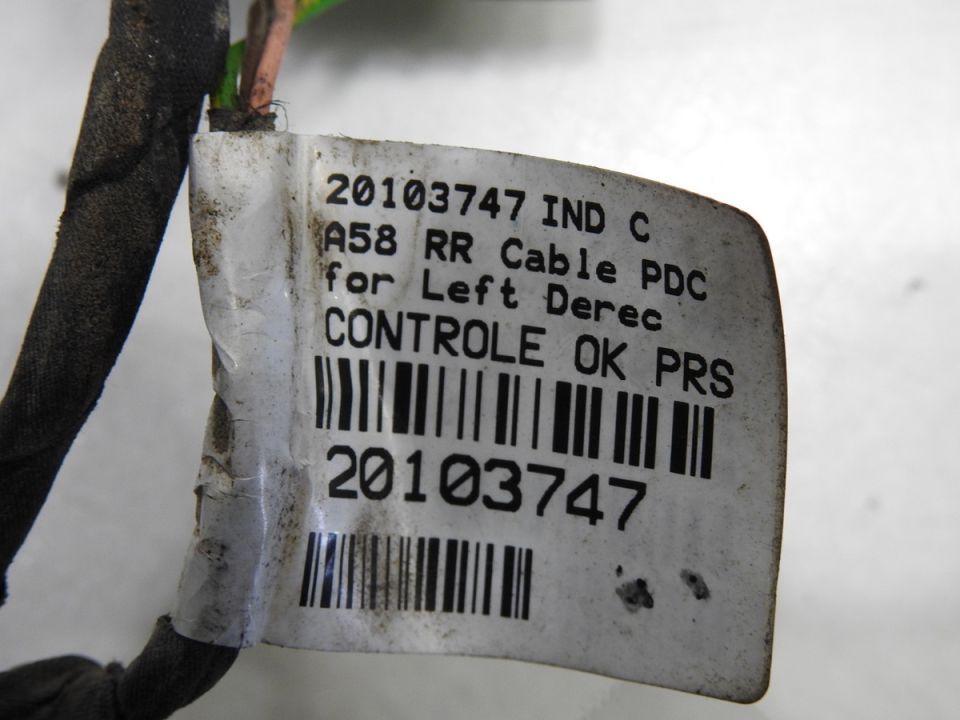 20103747 IND C
A58 RR Cable PDC
for Left Derec
CONTROLE OK PRS
20103747